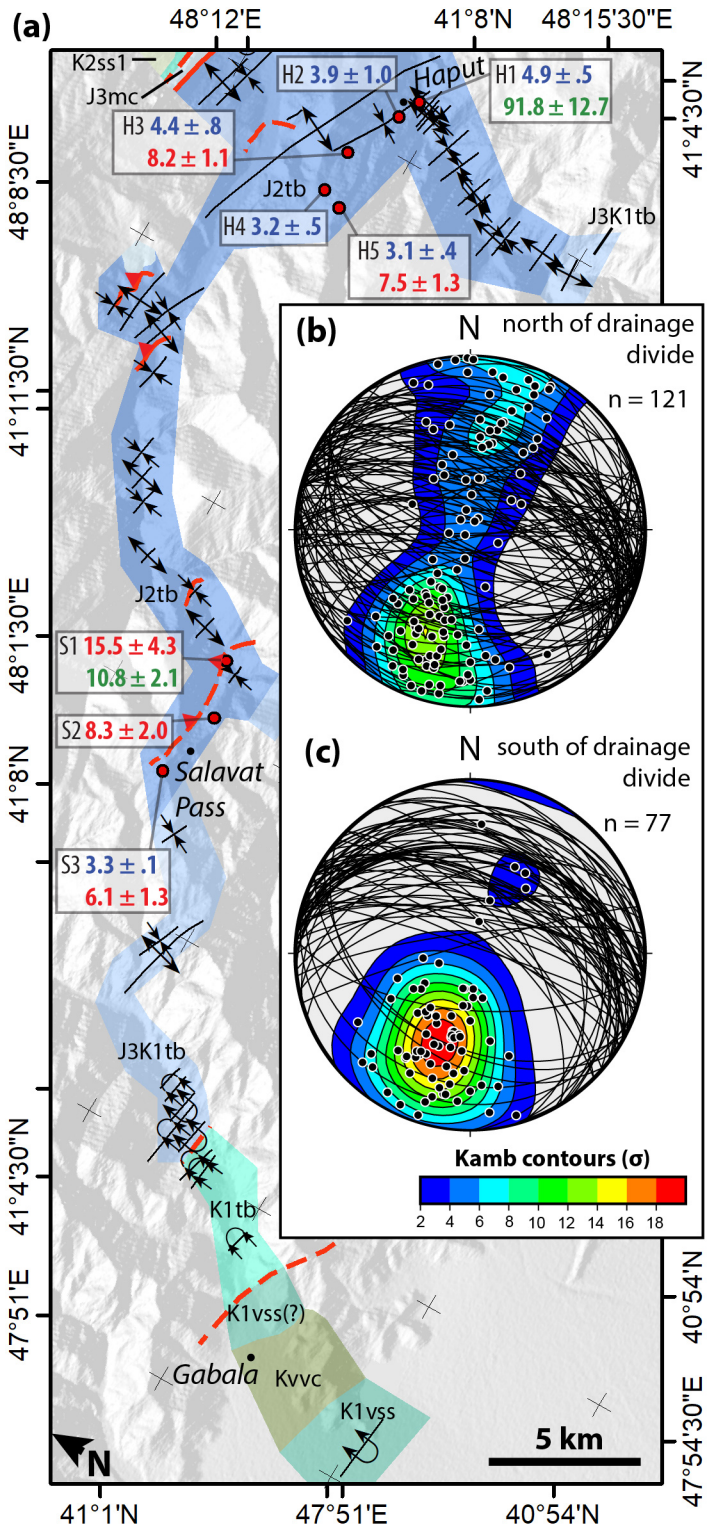 (a)
48°12'E
41°8'N
48°15'30"E
K2ss1
J3mc
H2 3.9 ± 1.0
Haput
H1 4.9 ± .5
91.8 ± 12.7
H3 4.4 ± .8
8.2 ± 1.1
41°4'30"N
48°8'30"E
J2tb
H4 3.2 ± .5
H5 3.1 ± .4
7.5 ± 1.3
J3K1tb
(b)
N
north of drainage
divide
n = 121
41°11'30"N
J2tb
S1 15.5 ± 4.3
10.8 ± 2.1
48°1'30"E
S2 8.3 ± 2.0
Salavat
Pass
41°8'N
S3 3.3 ± .1
6.1 ± 1.3
(c)
N
south of drainage
divide
n = 77
J3K1tb
Kamb contours (σ)
2 4 6 8 10 12 14 16 18
41°4'30"N
K1tb
47°51'E
K1vss(?)
40°54'N
Gabala
Kvvc
K1vss
5 km
N
47°54'30"E
41°1'N
47°51'E
40°54'N